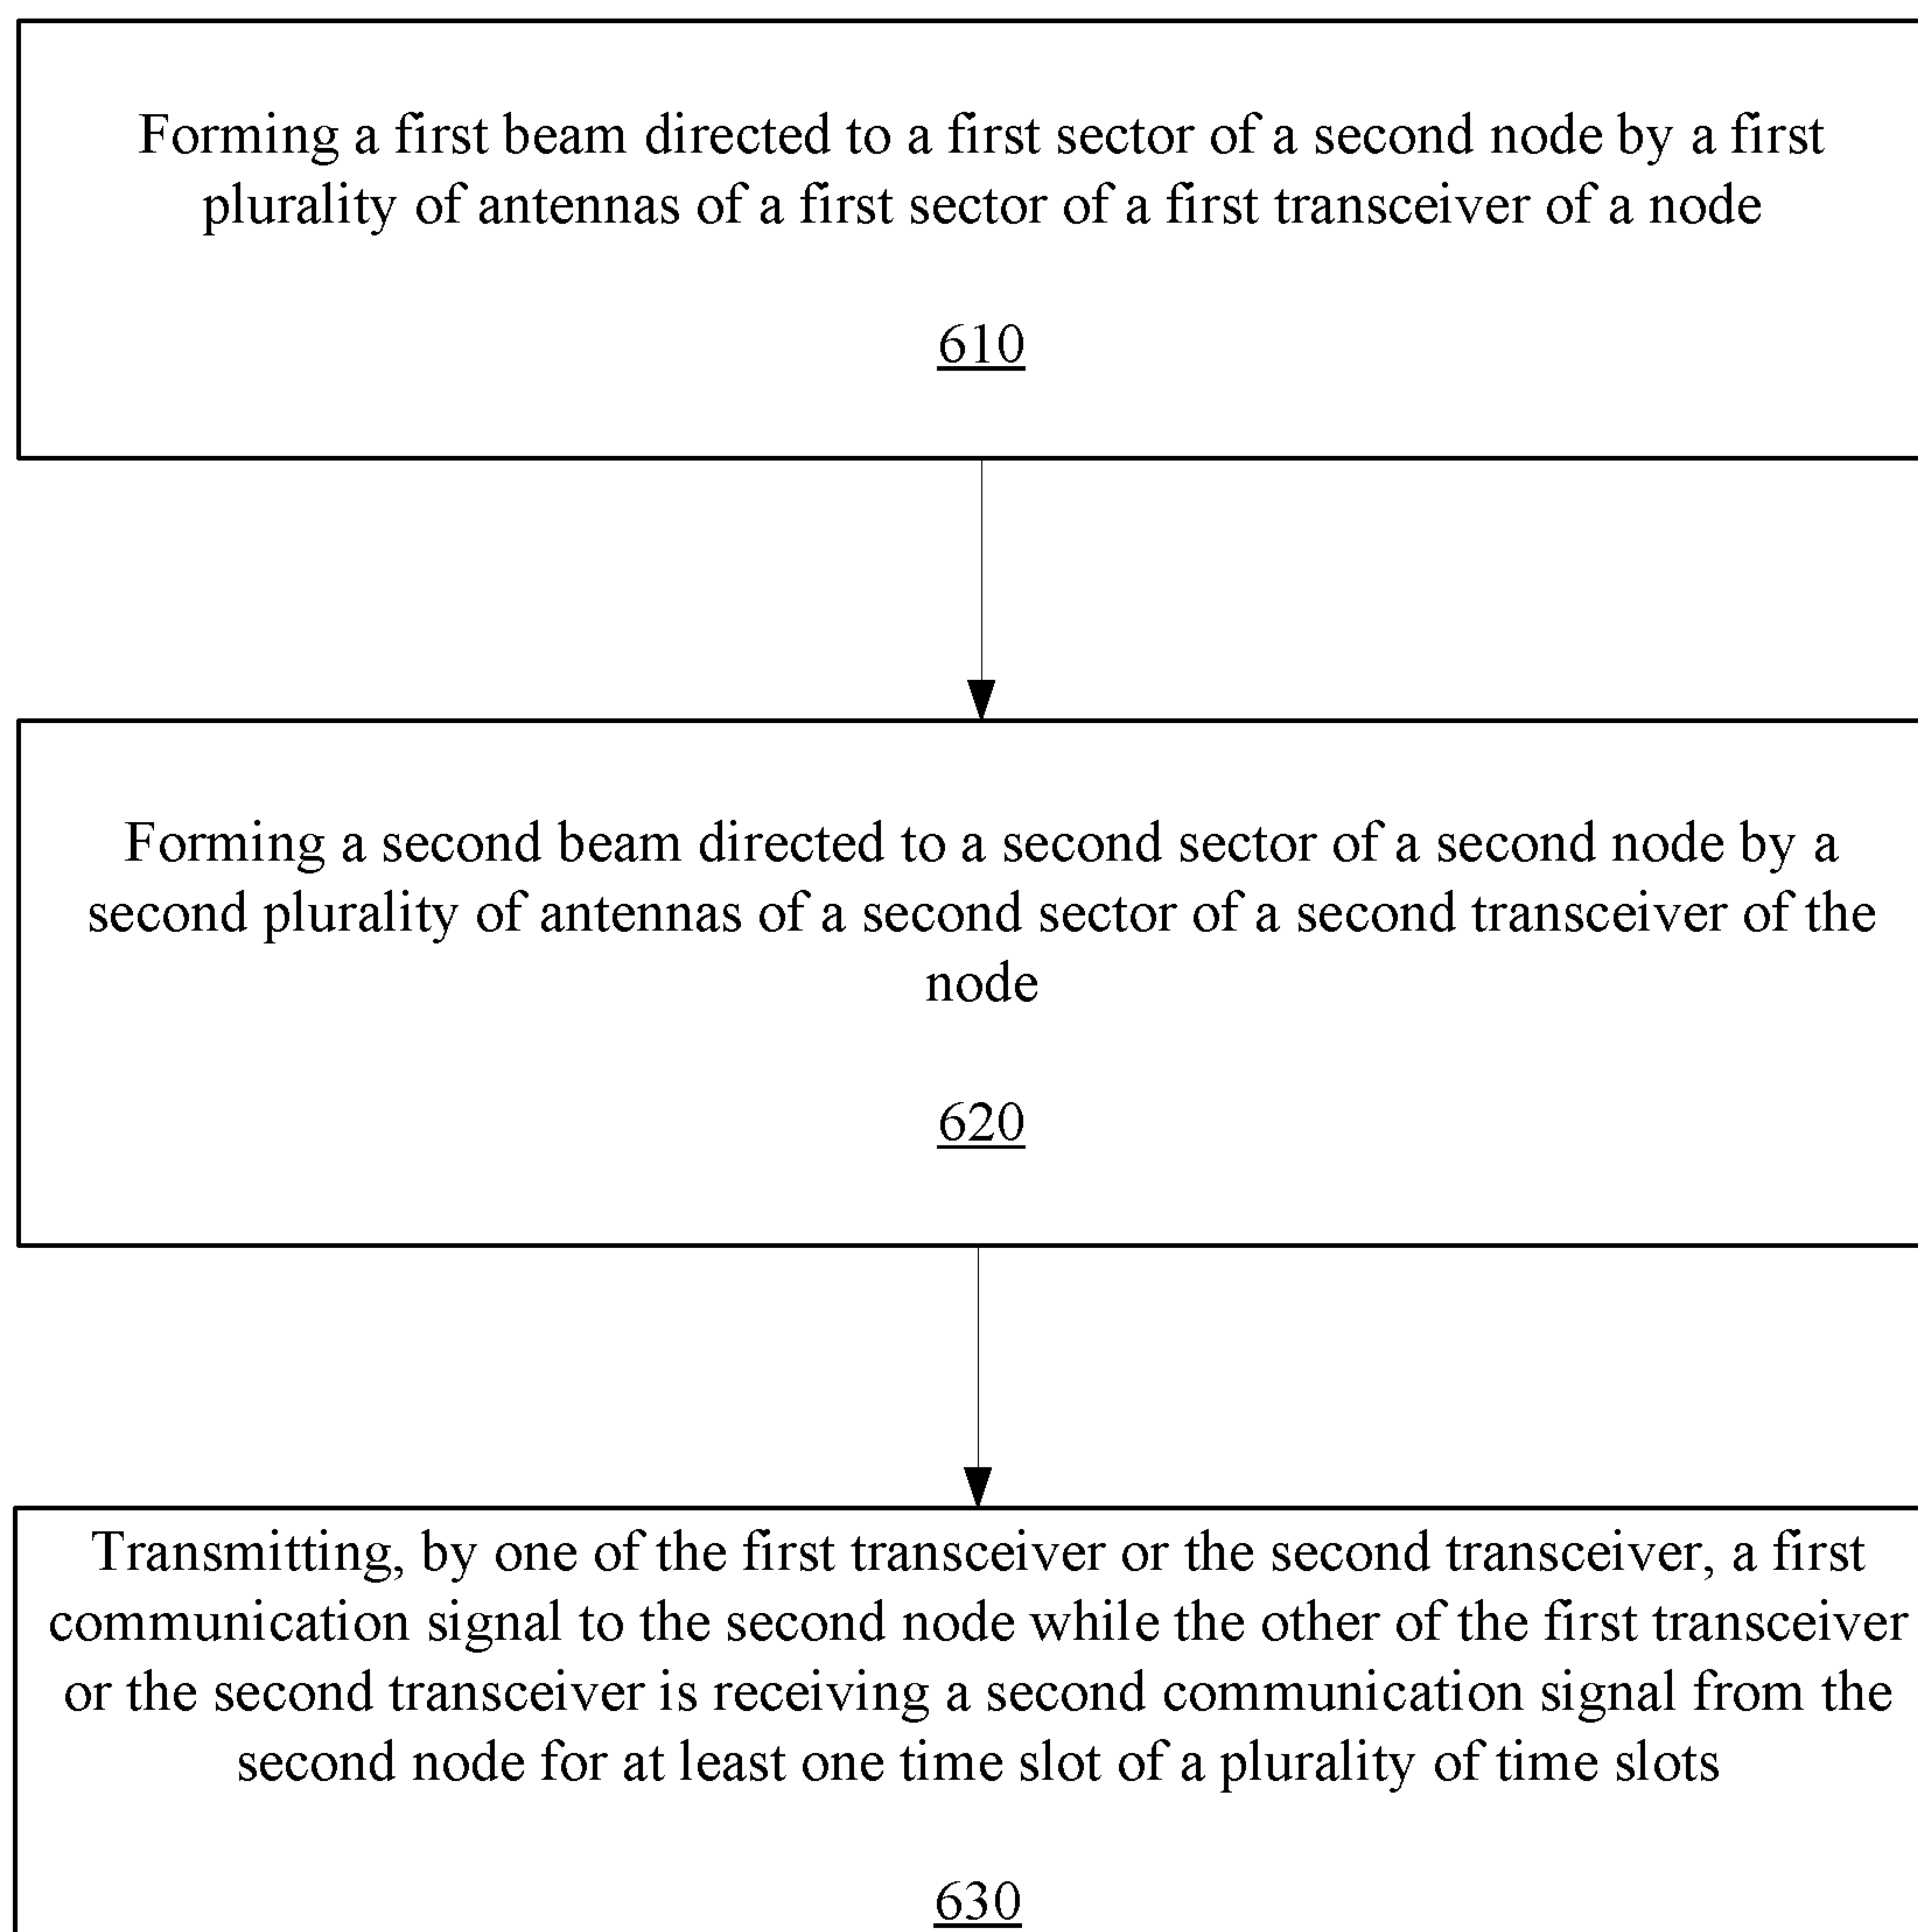 Forming a first beam directed to a first sector of a second node by a first
plurality of antennas of a first sector of a first transceiver of a node
610
Forming a second beam directed to a second sector of a second node by a
second plurality of antennas of a second sector of a second transceiver of the
node
620
Transmitting, by one of the first transceiver or the second transceiver, a first
communication signal to the second node while the other of the first transceiver
or the second transceiver is receiving a second communication signal from the
second node for at least one time slot of a plurality of time slots
630